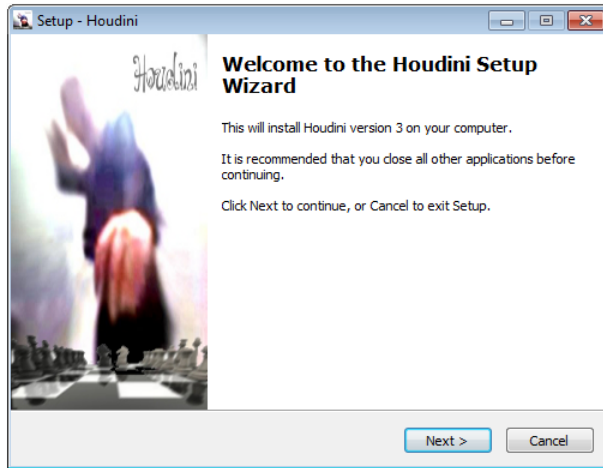 Setup - Houdini
Houdini
Welcome to the Houdini Setup
Wizard
This will install Houdini version 3 on your computer.
It is recommended that you close all other applications before
continuing.
Click Next to continue, or Cancel to exit Setup.
Next >
Cancel